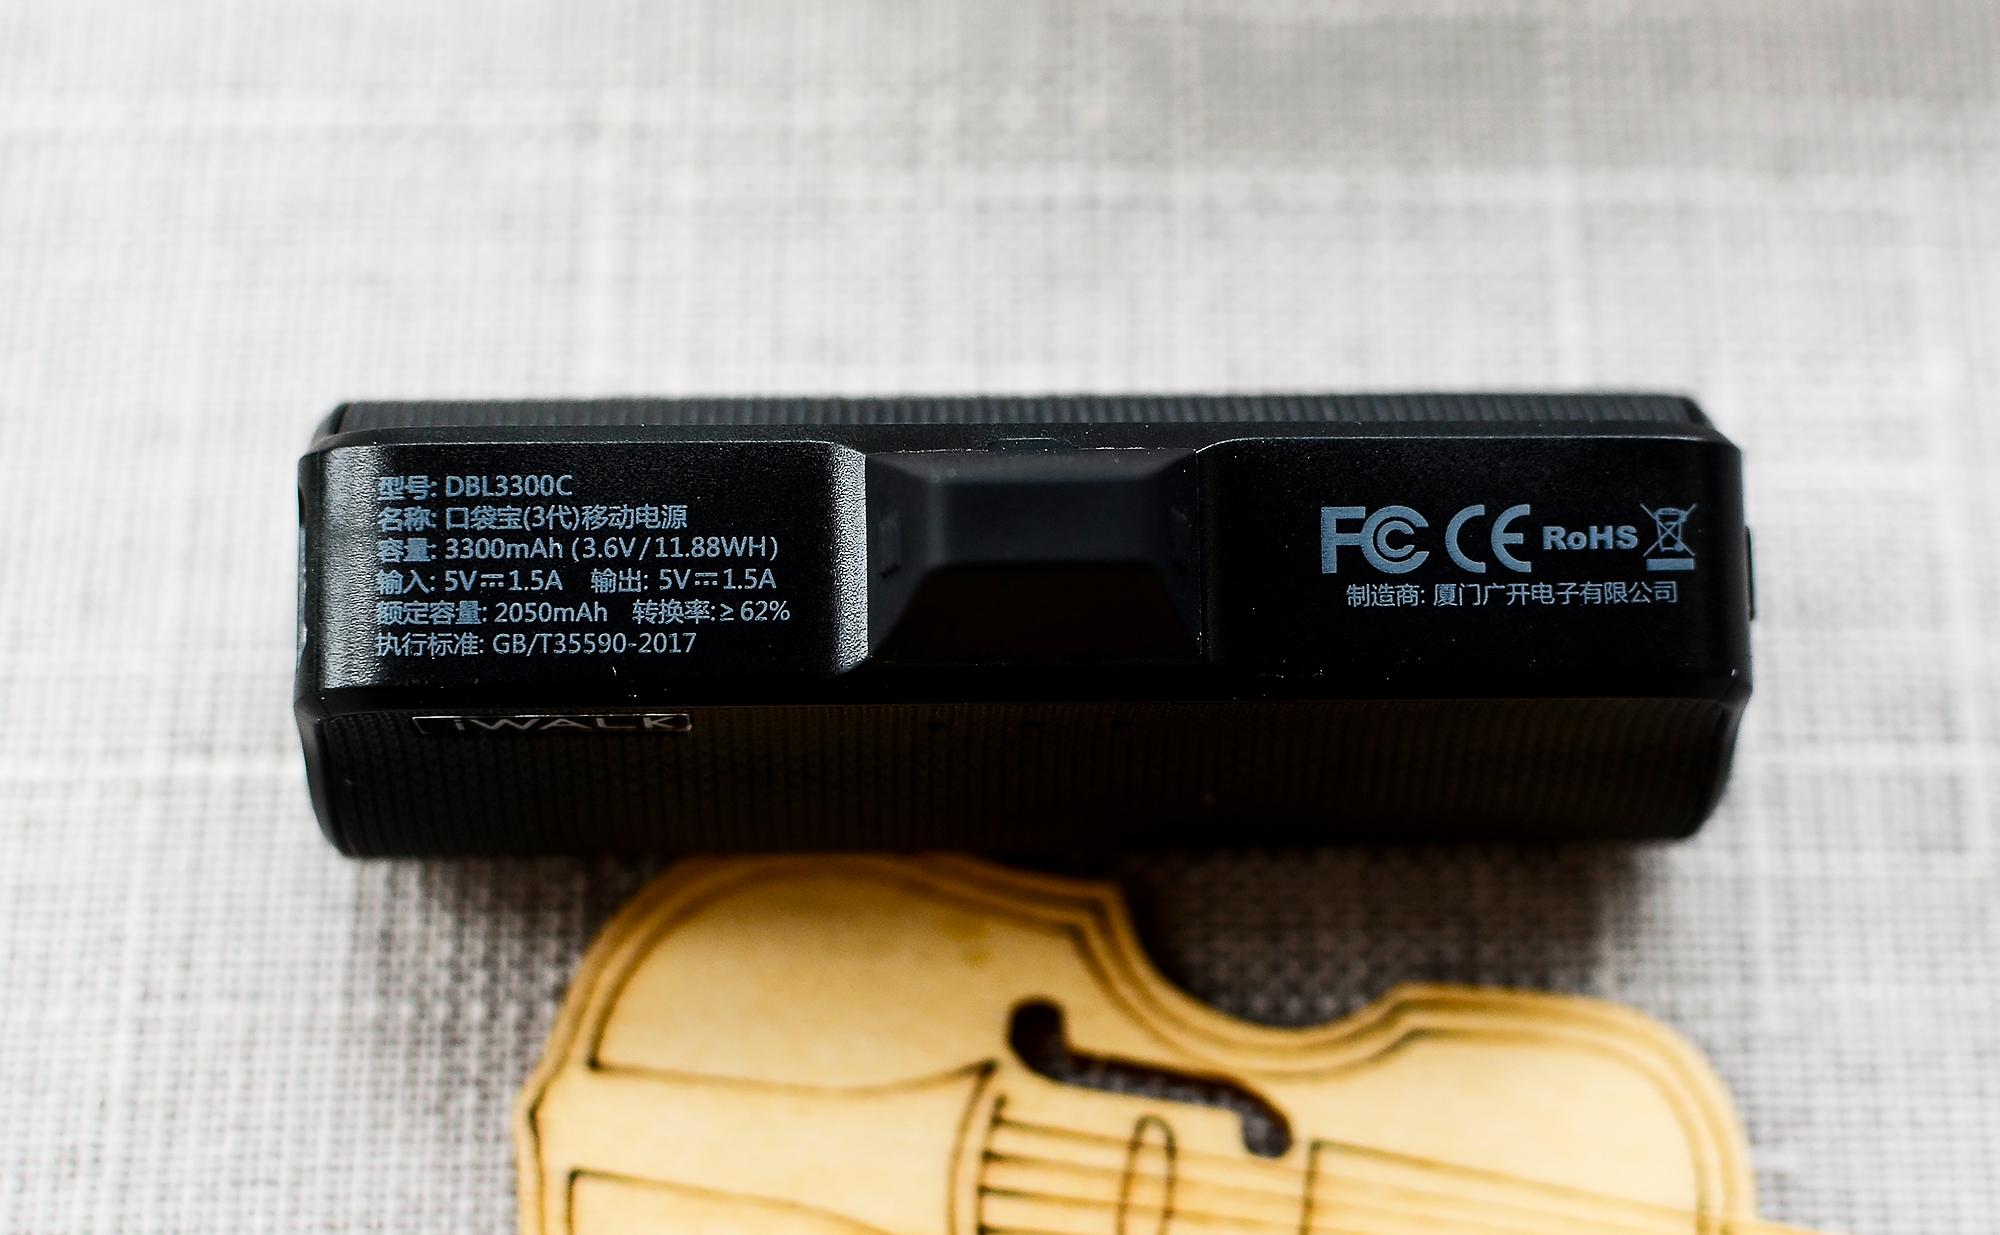 型号: DBL3300C
名称: 口袋宝(3代)移动电源
容量: 3300mAh (3.6V/11.88WH)
输入: 5V⎓1.5A 输出: 5V⎓1.5A
额定容量: 2050mAh 转换率:≥62%
执行标准: GB/T35590-2017
FC CE RoHS
制造商: 厦门广开电子有限公司
iWALK